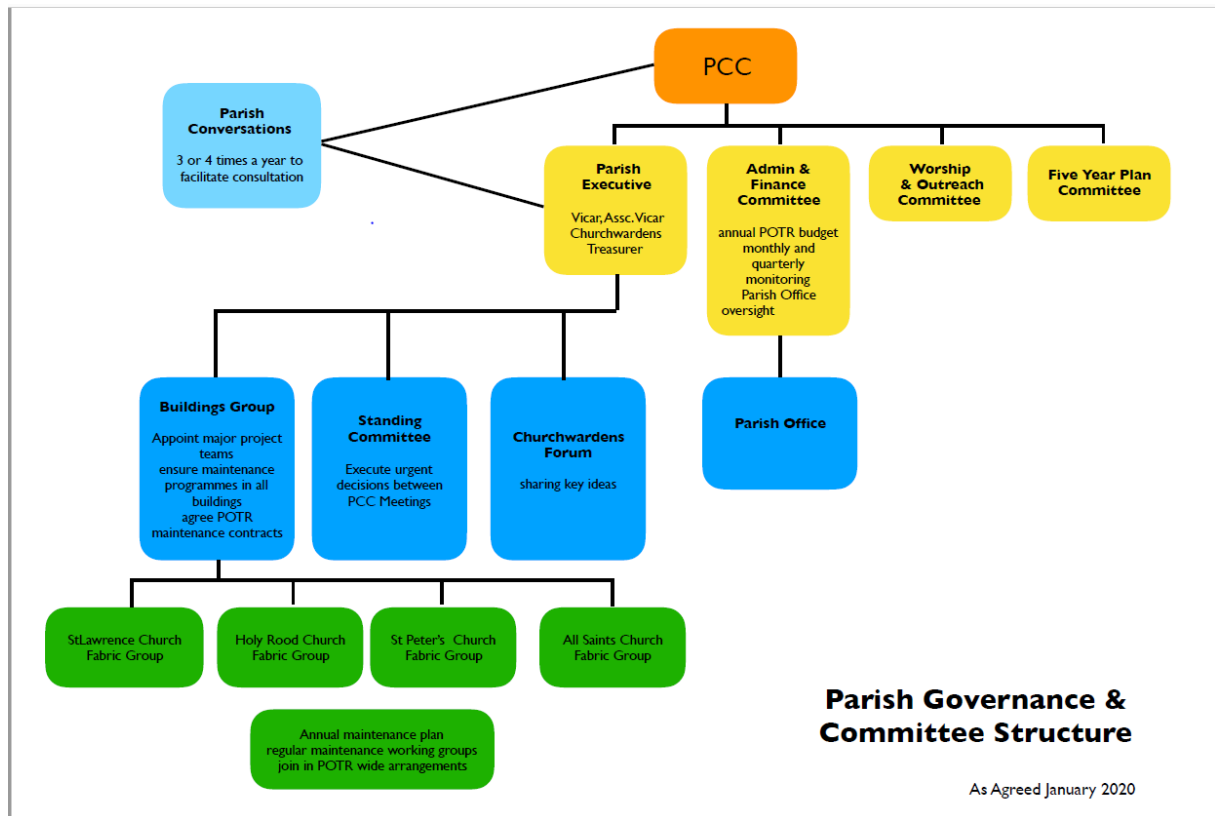 PCC
Parish
Conversations
3 or 4 times a year to
facilitate consultation
Parish
Executive
Vicar, Assc. Vicar
Churchwardens
Treasurer
Admin &
Finance
Committee
annual POTR budget
monthly and
quarterly
monitoring
Parish Office
oversight
Worship
& Outreach
Committee
Five Year Plan
Committee
Buildings Group
Appoint major project
teams
ensure maintenance
programmes in all
buildings
agree POTR
maintenance contracts
Standing
Committee
Execute urgent
decisions between
PCC Meetings
Churchwardens
Forum
sharing key ideas
Parish Office
StLawrence Church
Fabric Group
Holy Rood Church
Fabric Group
St Peter's Church
Fabric Group
All Saints Church
Fabric Group
Annual maintenance plan
regular maintenance working groups
join in POTR wide arrangements
Parish Governance &
Committee Structure
As Agreed January 2020